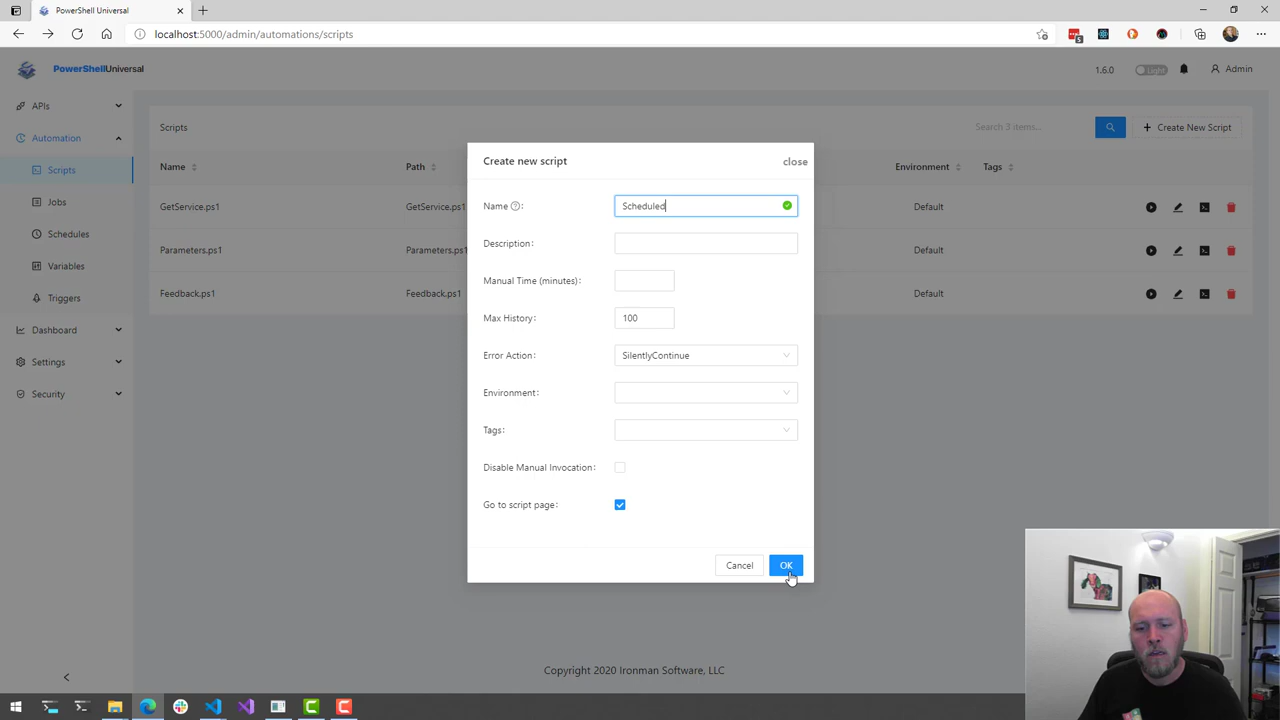 PowerShell Universal
localhost:5000/admin/automations/scripts
5
PowerShellUniversal
1.6.0
Light
Admin
APIs
Automation
Scripts
Jobs
Schedules
Variables
Triggers
Dashboard
Settings
Security
Scripts
Search 3 items...
Create New Script
Name
Path
Environment
Tags
GetService.ps1
GetService.ps1
Default
Parameters.ps1
Parameters.ps1
Default
Feedback.ps1
Feedback.ps1
Default
Create new script
close
Name :
Scheduled
Description:
Manual Time (minutes):
Max History:
100
Error Action:
SilentlyContinue
Environment:
Tags:
Disable Manual Invocation:
Go to script page:
Cancel
OK
Copyright 2020 Ironman Software, LLC